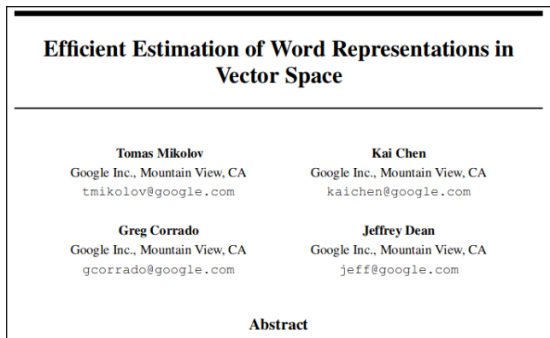 Efficient Estimation of Word Representations in
Vector Space
Tomas Mikolov
Google Inc., Mountain View, CA
tmikolov@google.com
Kai Chen
Google Inc., Mountain View, CA
kaichen@google.com
Greg Corrado
Google Inc., Mountain View, CA
gcorrado@google.com
Jeffrey Dean
Google Inc., Mountain View, CA
jeff@google.com
Abstract